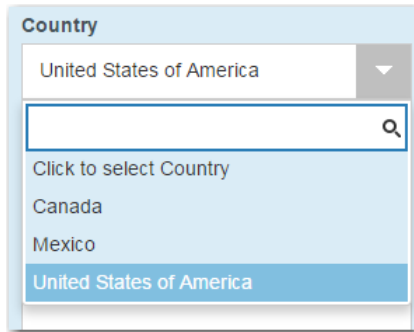 Country
United States of America
Click to select Country
Canada
Mexico
United States of America